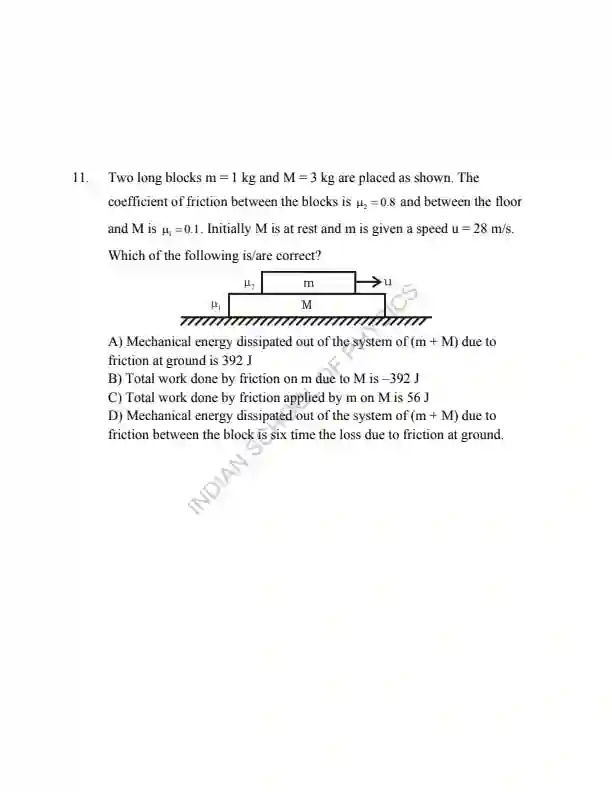 11. Two long blocks m = 1 kg and M = 3 kg are placed as shown. The
coefficient of friction between the blocks is μ₂ = 0.8 and between the floor
and M is μ₁ = 0.1. Initially M is at rest and m is given a speed u = 28 m/s.
Which of the following is/are correct?
μ₂ m u
μ₁ M
A) Mechanical energy dissipated out of the system of (m + M) due to
friction at ground is 392 J
B) Total work done by friction on m due to M is –392 J
C) Total work done by friction applied by m on M is 56 J
D) Mechanical energy dissipated out of the system of (m + M) due to
friction between the block is six time the loss due to friction at ground.
INDIAN SCHOOL OF PHYSICS